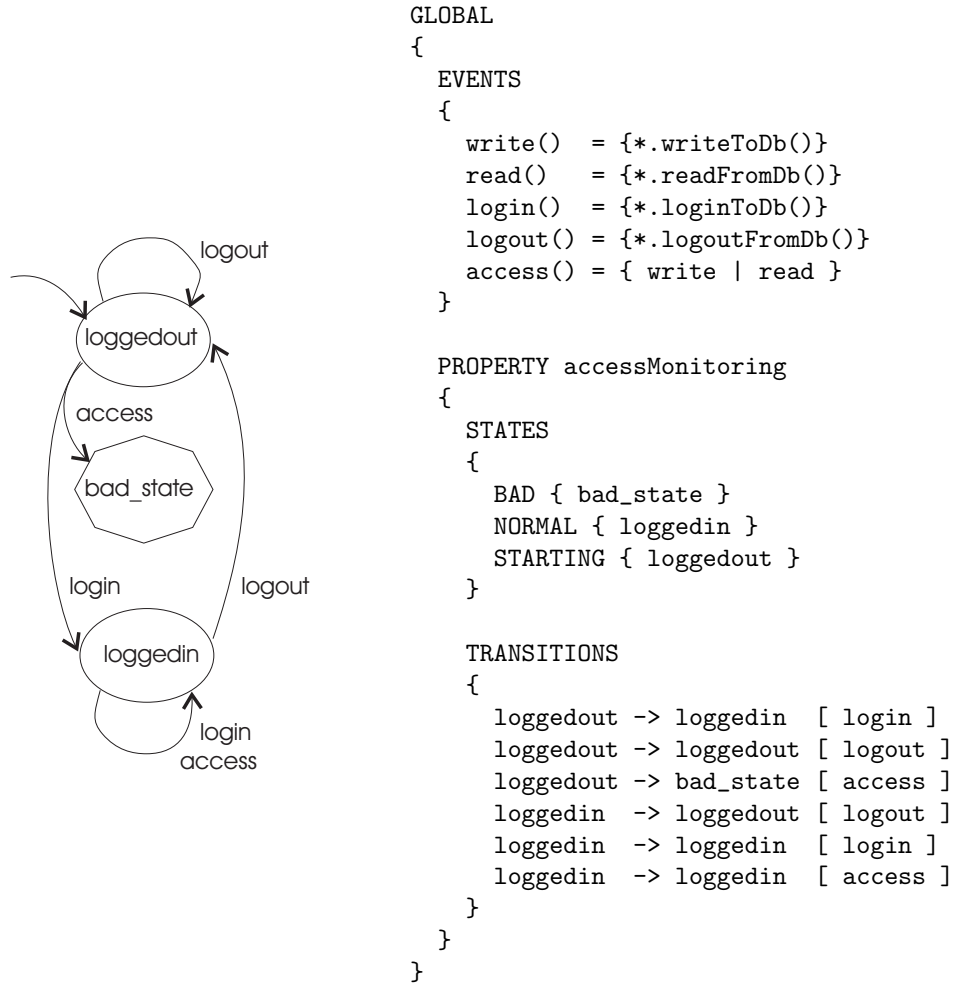 logout
loggedout
access
bad_state
login
logout
loggedin
login
access
GLOBAL
{
  EVENTS
  {
    write()  = {*.writeToDb()}
    read()   = {*.readFromDb()}
    login()  = {*.loginToDb()}
    logout() = {*.logoutFromDb()}
    access() = { write | read }
  }
  PROPERTY accessMonitoring
  {
    STATES
    {
      BAD { bad_state }
      NORMAL { loggedin }
      STARTING { loggedout }
    }
    TRANSITIONS
    {
      loggedout -> loggedin  [ login ]
      loggedout -> loggedout [ logout ]
      loggedout -> bad_state [ access ]
      loggedin  -> loggedout [ logout ]
      loggedin  -> loggedin  [ login ]
      loggedin  -> loggedin  [ access ]
    }
  }
}